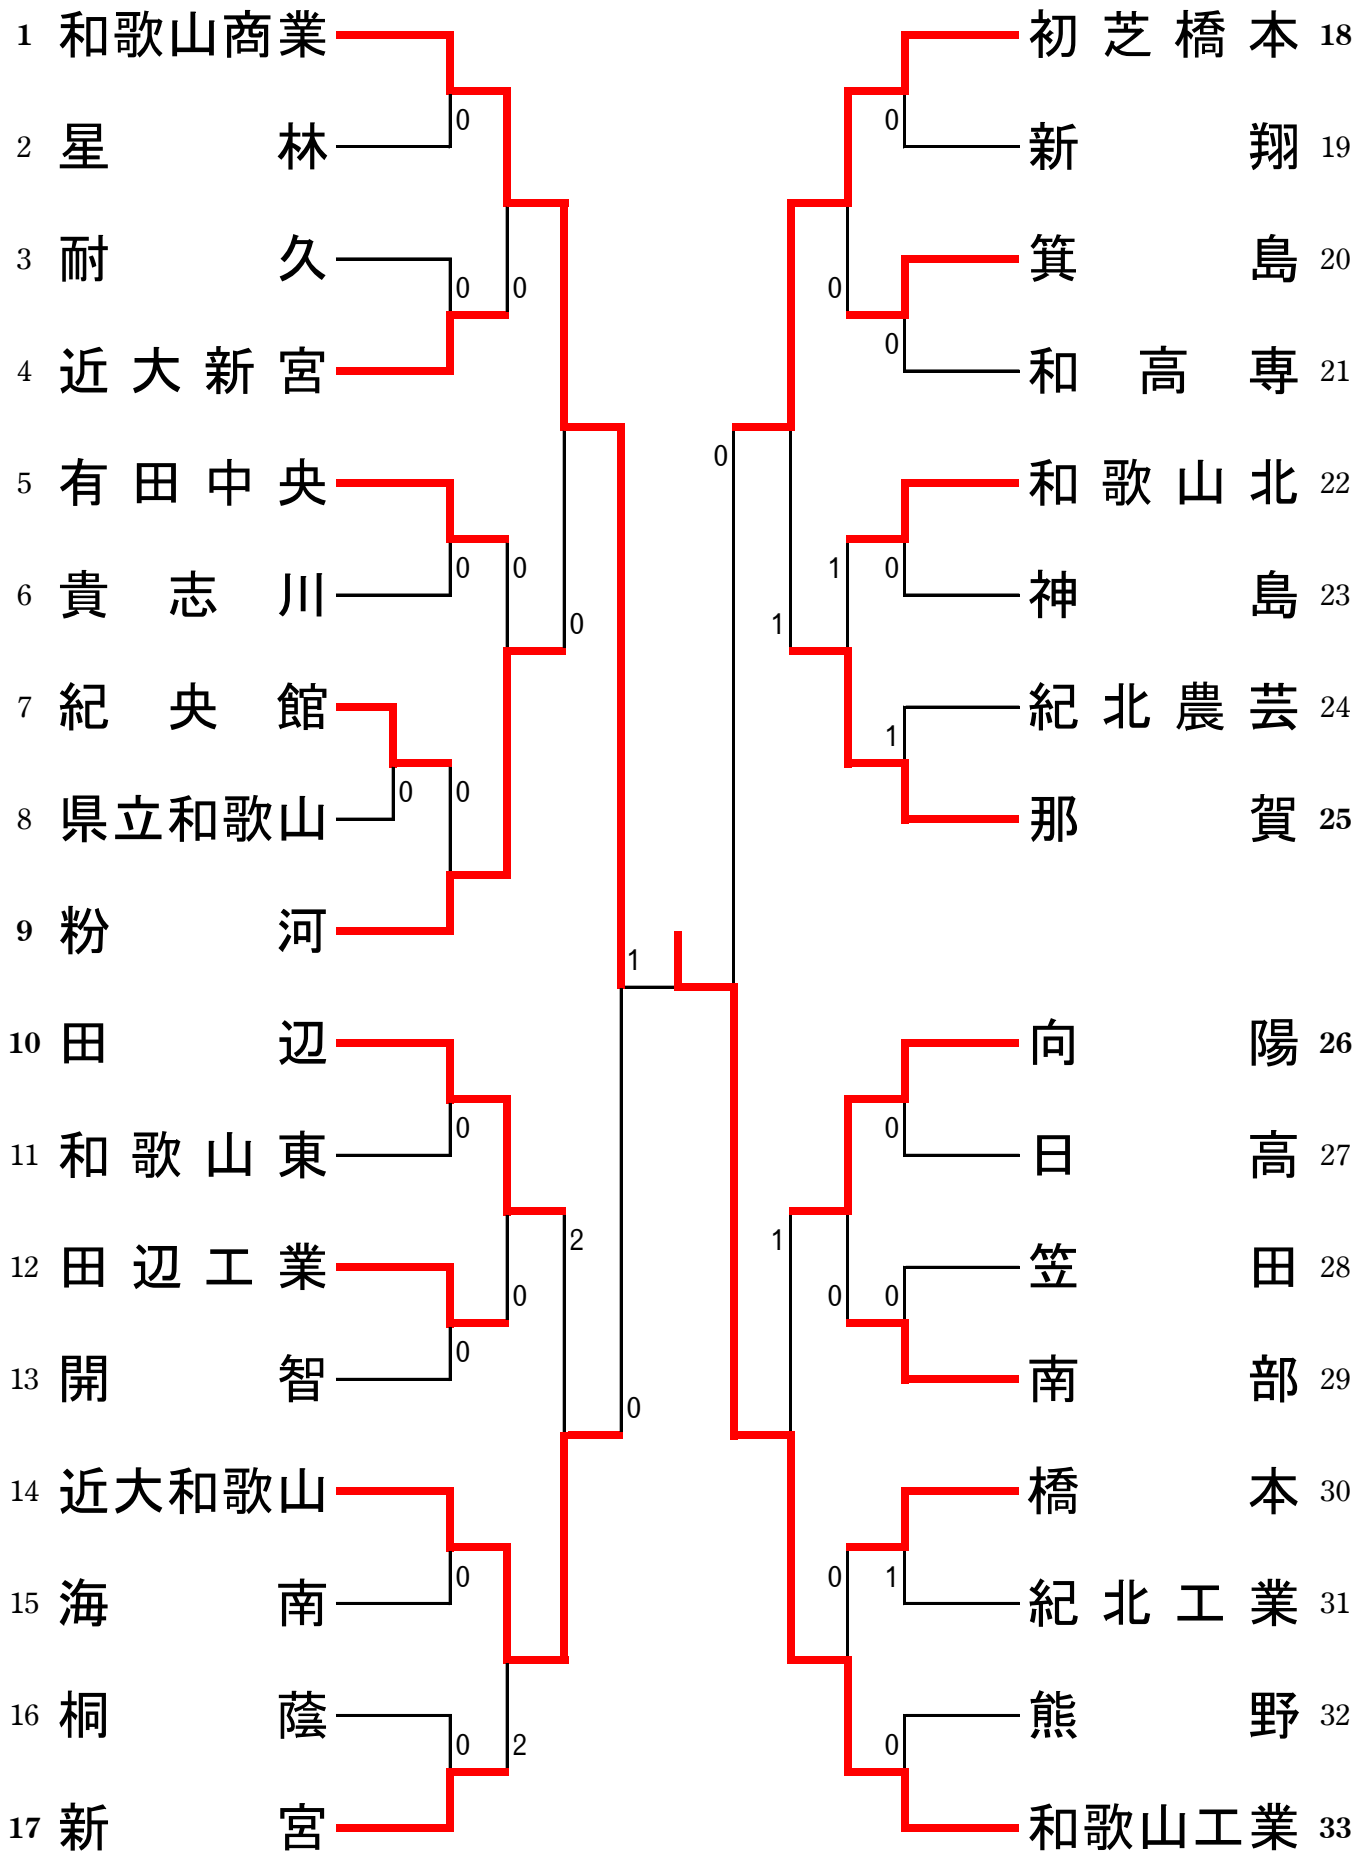 1 和歌山商業
0
2 星林
3 耐久
0 0
4 近大新宮
5 有田中央
0 0
6 貴志川
0
7 紀央館
0 0
8 県立和歌山
9 粉河
1
10 田辺
0
11 和歌山東
2
12 田辺工業
0
0
13 開智
0
14 近大和歌山
0
15 海南
16 桐蔭
0 2
17 新宮
初芝橋本 18
0
新翔 19
箕島 20
0
0
和高専 21
0
和歌山北 22
1 0
神島 23
1
紀北農芸 24
1
那賀 25
向陽 26
0
日高 27
1
笠田 28
0 0
南部 29
橋本 30
0 1
紀北工業 31
熊野 32
0
和歌山工業 33